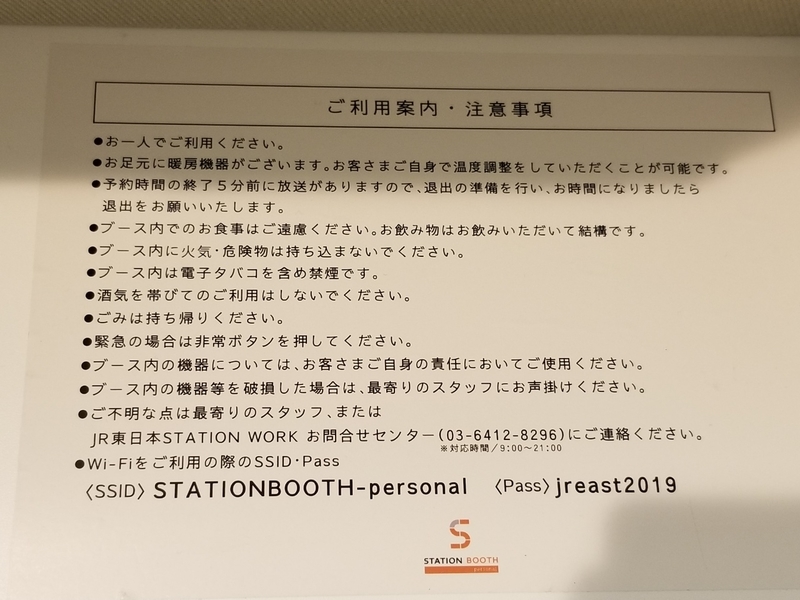 ご利用案内・注意事項
●お一人でご利用ください。
●お足元に暖房機器がございます。お客さまご自身で温度調整をしていただくことが可能です。
●予約時間の終了5分前に放送がありますので、退出の準備を行い、お時間になりましたら
退出をお願いいたします。
●ブース内でのお食事はご遠慮ください。お飲み物はお飲みいただいて結構です。
●ブース内に火気・危険物は持ち込まないでください。
●ブース内は電子タバコを含め禁煙です。
●酒気を帯びてのご利用はしないでください。
●ごみは持ち帰りください。
●緊急の場合は非常ボタンを押してください。
●ブース内の機器については、お客さまご自身の責任においてご使用ください。
●ブース内の機器等を破損した場合は、最寄りのスタッフにお声掛けください。
●ご不明な点は最寄りのスタッフ、または
JR東日本STATION WORK お問合せセンター(03-6412-8296)にご連絡ください。
※対応時間/9:00~21:00
●Wi-Fiをご利用の際のSSID・Pass
〈SSID〉STATIONBOOTH-personal 〈Pass〉jreast2019
STATION BOOTH